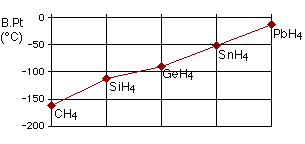 B.Pt
(°C)
0
-50
-100
-150
-200
CH₄
SiH₄
GeH₄
SnH₄
PbH₄